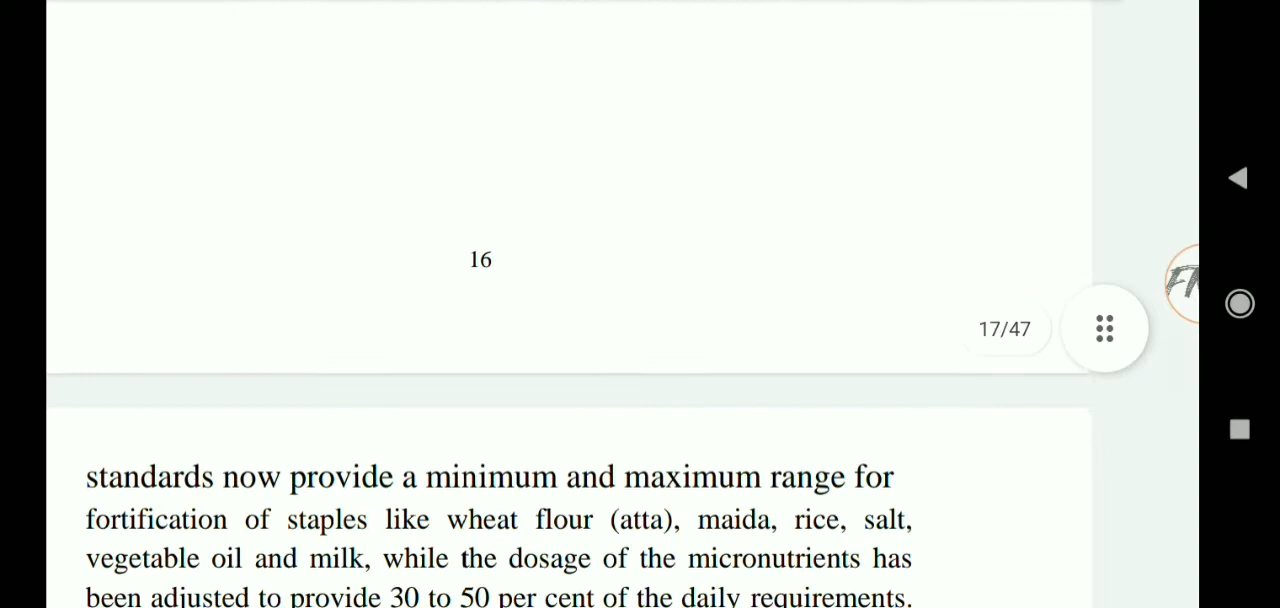 16
17/47
standards now provide a minimum and maximum range for
fortification of staples like wheat flour (atta), maida, rice, salt,
vegetable oil and milk, while the dosage of the micronutrients has
been adjusted to provide 30 to 50 per cent of the daily requirements.